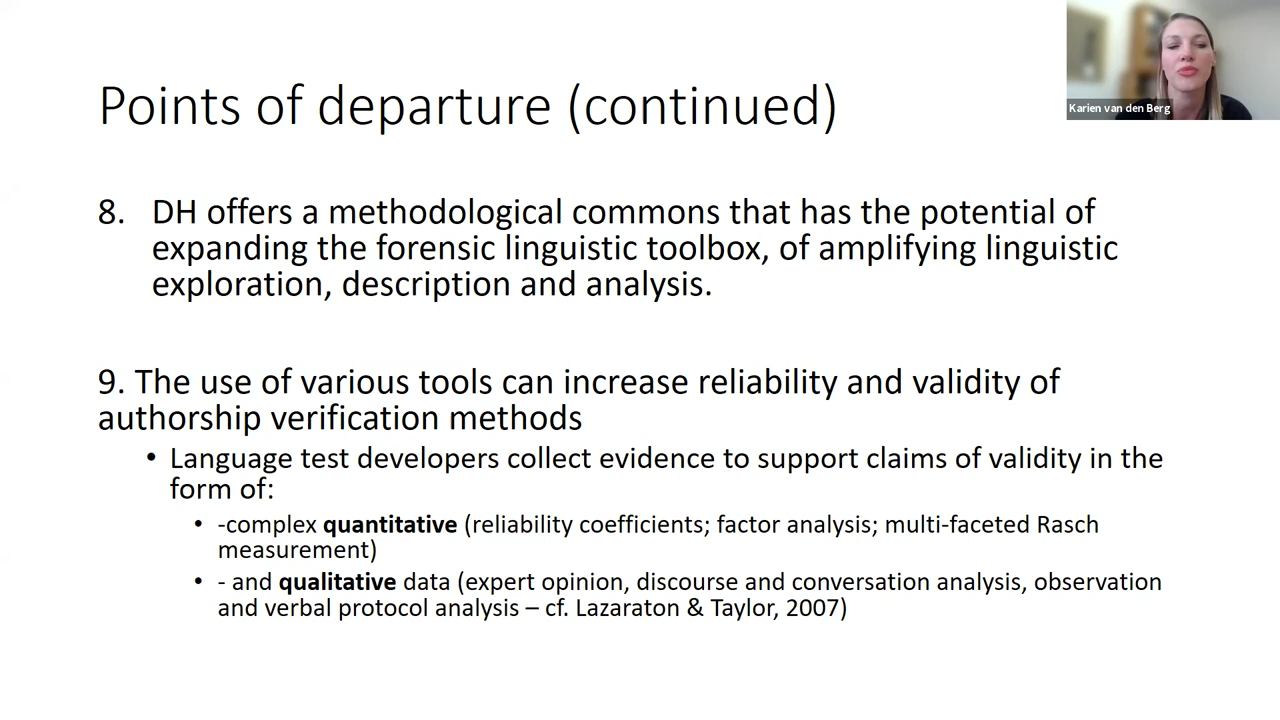 Points of departure (continued)
Karien van den Berg
8. DH offers a methodological commons that has the potential of
expanding the forensic linguistic toolbox, of amplifying linguistic
exploration, description and analysis.
9. The use of various tools can increase reliability and validity of
authorship verification methods
• Language test developers collect evidence to support claims of validity in the
form of:
• -complex quantitative (reliability coefficients; factor analysis; multi-faceted Rasch
measurement)
• - and qualitative data (expert opinion, discourse and conversation analysis, observation
and verbal protocol analysis – cf. Lazaraton & Taylor, 2007)